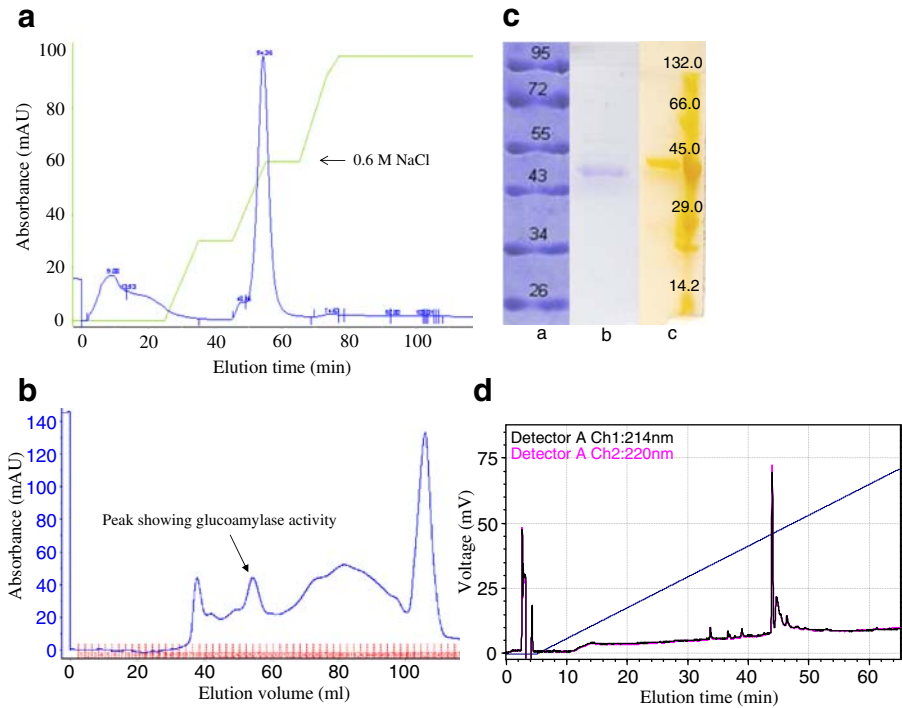 a
Absorbance (mAU)
100
80
60
40
20
0
54.26
9.00
0.6 M NaCl
0 20 40 60 80 100
Elution time (min)
c
95
72
55
43
34
26
132.0
66.0
45.0
29.0
14.2
a b c
b
Absorbance (mAU)
140
120
100
80
60
40
20
0
Peak showing glucoamylase activity
0 20 40 60 80 100
Elution volume (ml)
d
Detector A Ch1:214nm
Detector A Ch2:220nm
Voltage (mV)
75
50
25
0
0 10 20 30 40 50 60
Elution time (min)